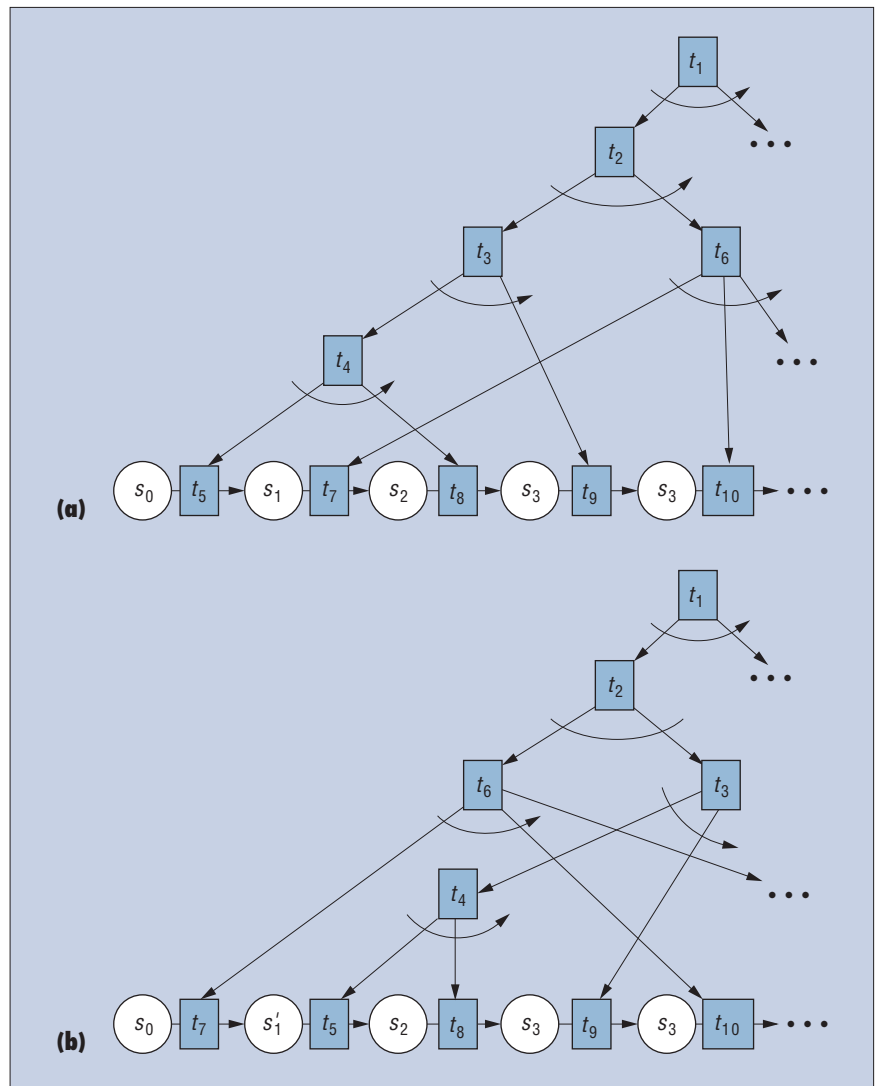 t₁
• • •
t₂
t₃ t₆
t₄ • • •
(a) s₀ t₅ s₁ t₇ s₂ t₈ s₃ t₉ s₃ t₁₀ • • •
t₁
• • •
t₂
t₆ t₃
t₄ • • •
(b) s₀ t₇ s′₁ t₅ s₂ t₈ s₃ t₉ s₃ t₁₀ • • •